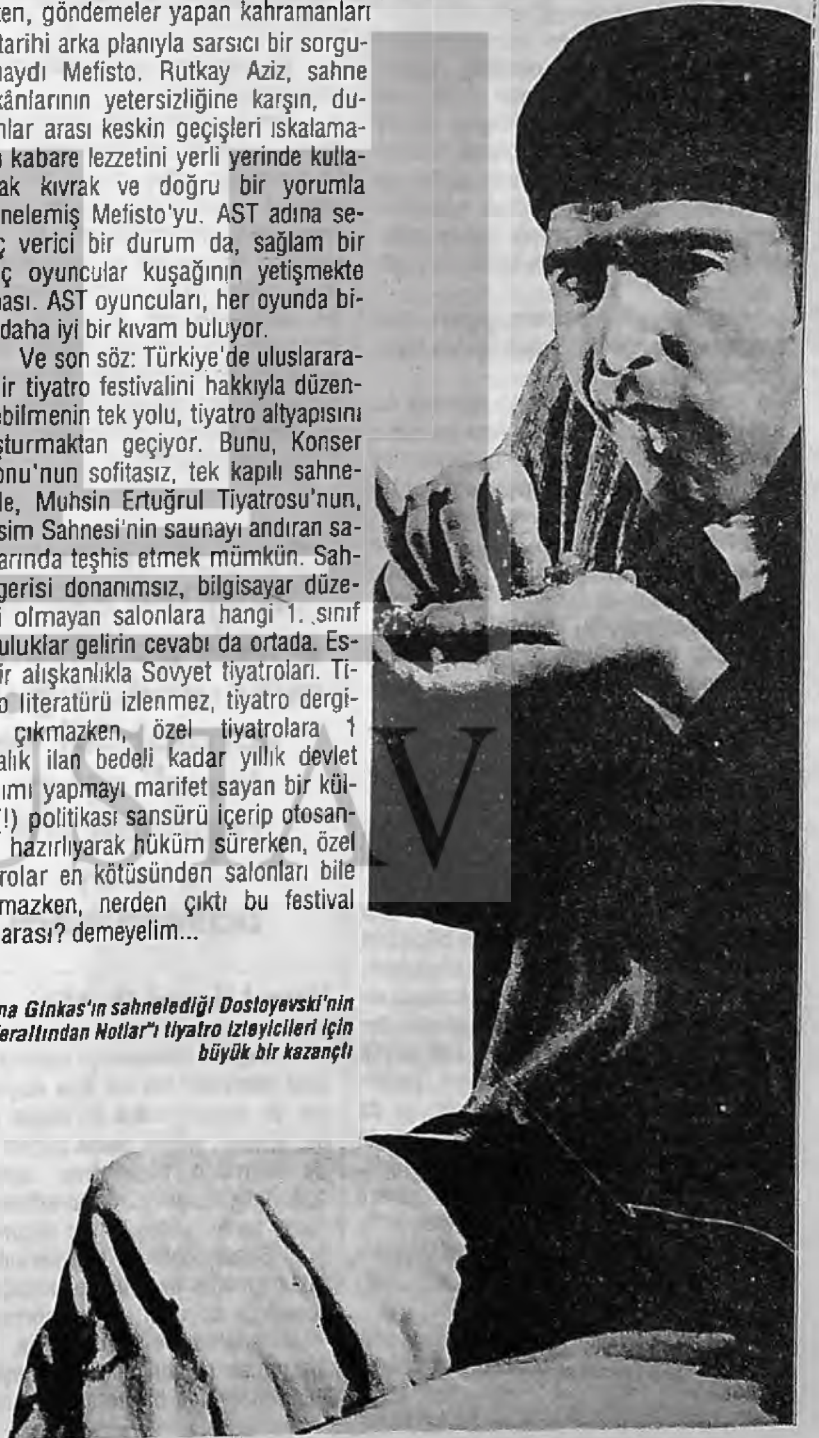 ten, göndemeler yapan kahramanları
tarihi arka planıyla sarsıcı bir sorgu-
maydı Mefisto. Rutkay Aziz, sahne
kânlarının yetersizliğine karşın, du-
mlar arası keskin geçişleri ıskalama-
kabare lezzetini yerli yerinde kulla-
ak kıvrak ve doğru bir yorumla
nelemiş Mefisto'yu. AST adına se-
ç verici bir durum da, sağlam bir
ç oyuncular kuşağının yetişmekte
ası. AST oyuncuları, her oyunda bi-
daha iyi bir kıvam buluyor.
Ve son söz: Türkiye'de uluslarara-
ir tiyatro festivalini hakkıyla düzen-
ebilmenin tek yolu, tiyatro altyapısını
şturmaktan geçiyor. Bunu, Konser
onu'nun sofitasız, tek kapılı sahne-
de, Muhsin Ertuğrul Tiyatrosu'nun,
sim Sahnesi'nin saunayı andıran sa-
arında teşhis etmek mümkün. Sah-
gerisi donanımsız, bilgisayar düze-
i olmayan salonlara hangi 1. sınıf
uluklar gelirin cevabı da ortada. Es-
ir alışkanlıkla Sovyet tiyatroları. Ti-
o literatürü izlenmez, tiyatro dergi-
çıkmazken, özel tiyatrolara 1
alık ilan bedeli kadar yıllık devlet
ımı yapmayı marifet sayan bir kül-
(!) politikası sansürü içerip otosan-
hazırlıyarak hüküm sürerken, özel
rolar en kötüsünden salonları bile
mazken, nerden çıktı bu festival
arası? demeyelim...
na Ginkas'ın sahnelediği Dostoyevski'nin
eraltından Notlar"ı tiyatro izleyicileri için
büyük bir kazançtı
USTAV